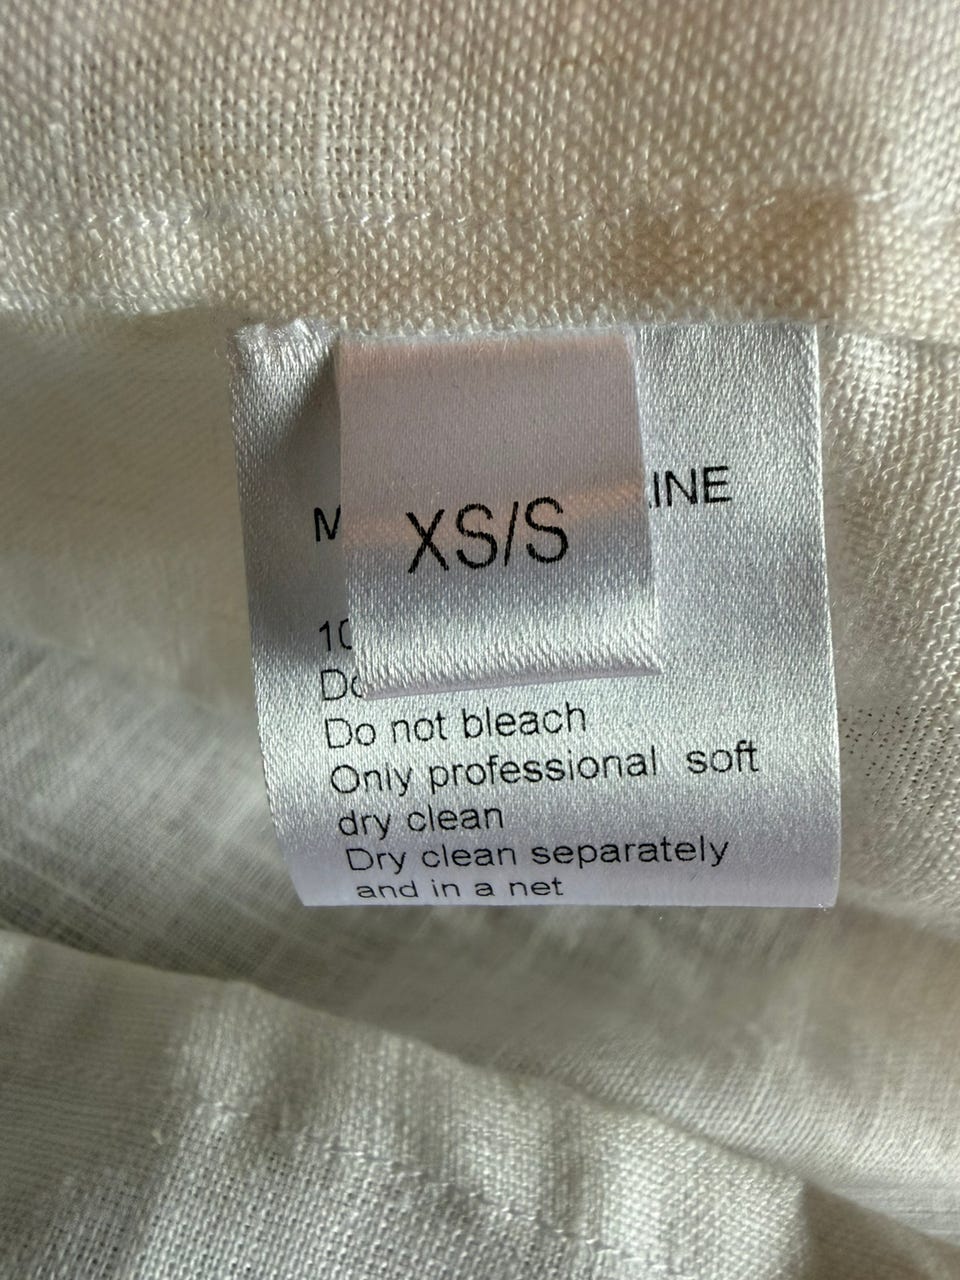 XS/S
Do not bleach
Only professional soft
dry clean
Dry clean separately
and in a net